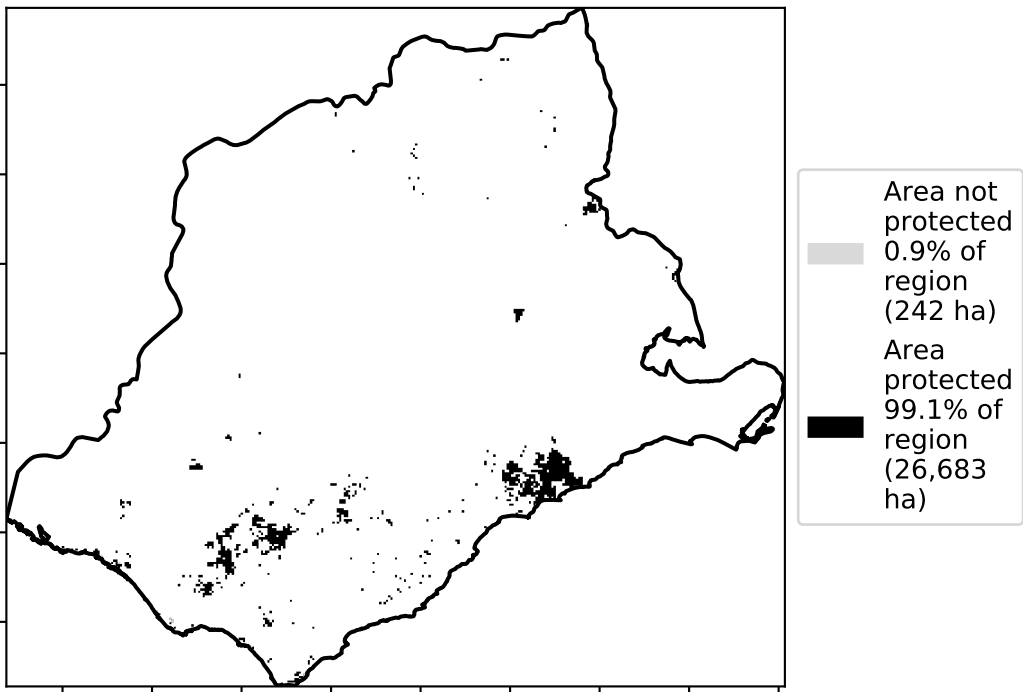 Area not
protected
0.9% of
region
(242 ha)
Area
protected
99.1% of
region
(26,683
ha)